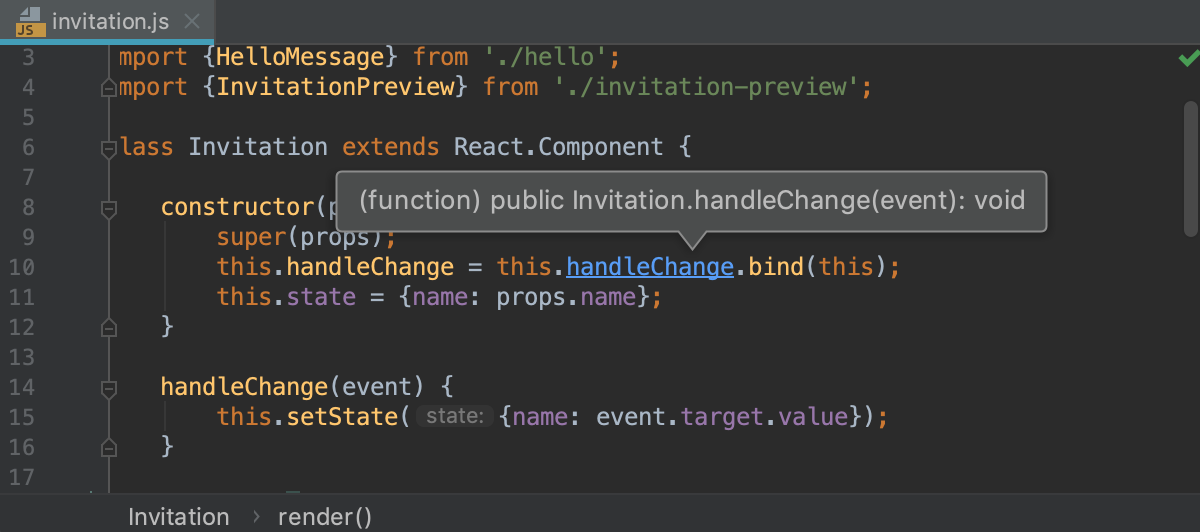 JS invitation.js
3 mport {HelloMessage} from './hello';
4 mport {InvitationPreview} from './invitation-preview';
5
6 lass Invitation extends React.Component {
7
(function) public Invitation.handleChange(event): void
8 constructor(p
9 super(props);
10 this.handleChange = this.handleChange.bind(this);
11 this.state = {name: props.name};
12 }
13
14 handleChange(event) {
15 this.setState( state: {name: event.target.value});
16 }
17
Invitation › render()